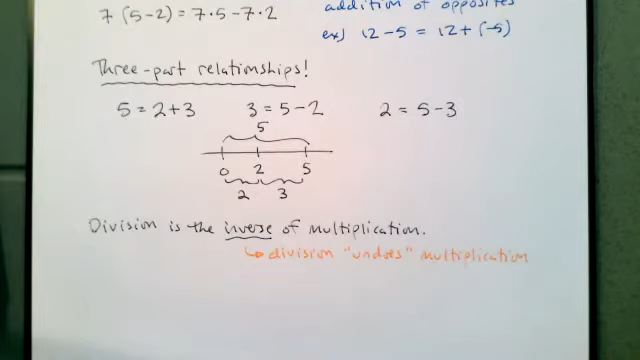 7 (5-2) = 7·5 - 7·2
addition of opposites
ex) 12 - 5 = 12 + (-5)
Three-part relationships!
5 = 2+3 3 = 5-2 2 = 5-3
5
0 2 5
2 3
Division is the inverse of multiplication.
↳ division "undoes" multiplication